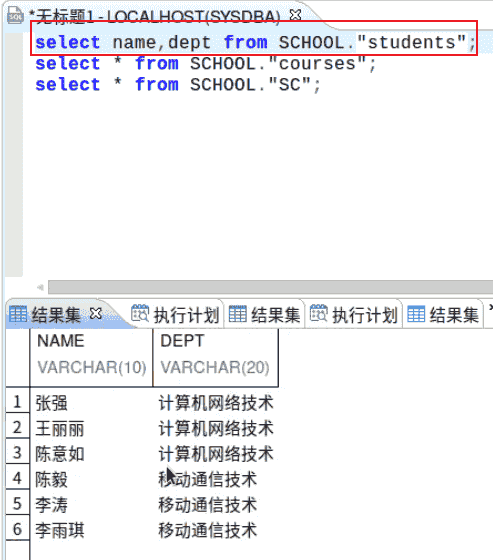 *无标题1 - LOCALHOST(SYSDBA)
select name,dept from SCHOOL."students";
select * from SCHOOL."courses";
select * from SCHOOL."SC";
结果集 执行计划 结果集 执行计划 结果集
NAME DEPT
VARCHAR(10) VARCHAR(20)
1 张强 计算机网络技术
2 王丽丽 计算机网络技术
3 陈意如 计算机网络技术
4 陈毅 移动通信技术
5 李涛 移动通信技术
6 李雨琪 移动通信技术